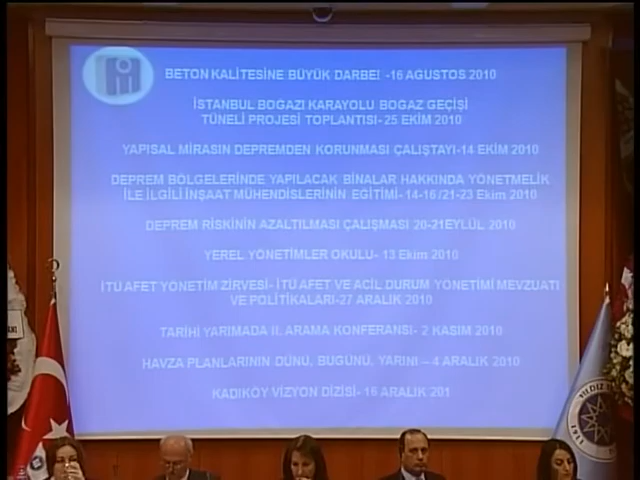 BETON KALİTESİNE BÜYÜK DARBE! -16 AGUSTOS 2010
İSTANBUL BOGAZI KARAYOLU BOGAZ GEÇİŞİ
TÜNELİ PROJESİ TOPLANTISI- 25 EKİM 2010
YAPISAL MİRASIN DEPREMDEN KORUNMASI ÇALIŞTAYI-14 EKİM 2010
DEPREM BÖLGELERİNDE YAPILACAK BİNALAR HAKKINDA YÖNETMELİK
İLE İLGİLİ İNŞAAT MÜHENDİSLERİNİN EĞİTİMİ- 14-16 /21-23 Ekim 2010
DEPREM RİSKİNİN AZALTILMASI ÇALIŞMASI 20-21EYLÜL 2010
YEREL YÖNETİMLER OKULU- 13 Ekim 2010
İTÜ AFET YÖNETİM ZİRVESİ- İTÜ AFET VE ACİL DURUM YÖNETİMİ MEVZUATI
VE POLİTİKALARI-27 ARALIK 2010
TARİHİ YARIMADA II. ARAMA KONFERANSI- 2 KASIM 2010
HAVZA PLANLARININ DÜNÜ, BUGÜNÜ, YARINI – 4 ARALIK 2010
KADIKÖY VİZYON DİZİSİ- 16 ARALIK 201
YILDIZ
1911